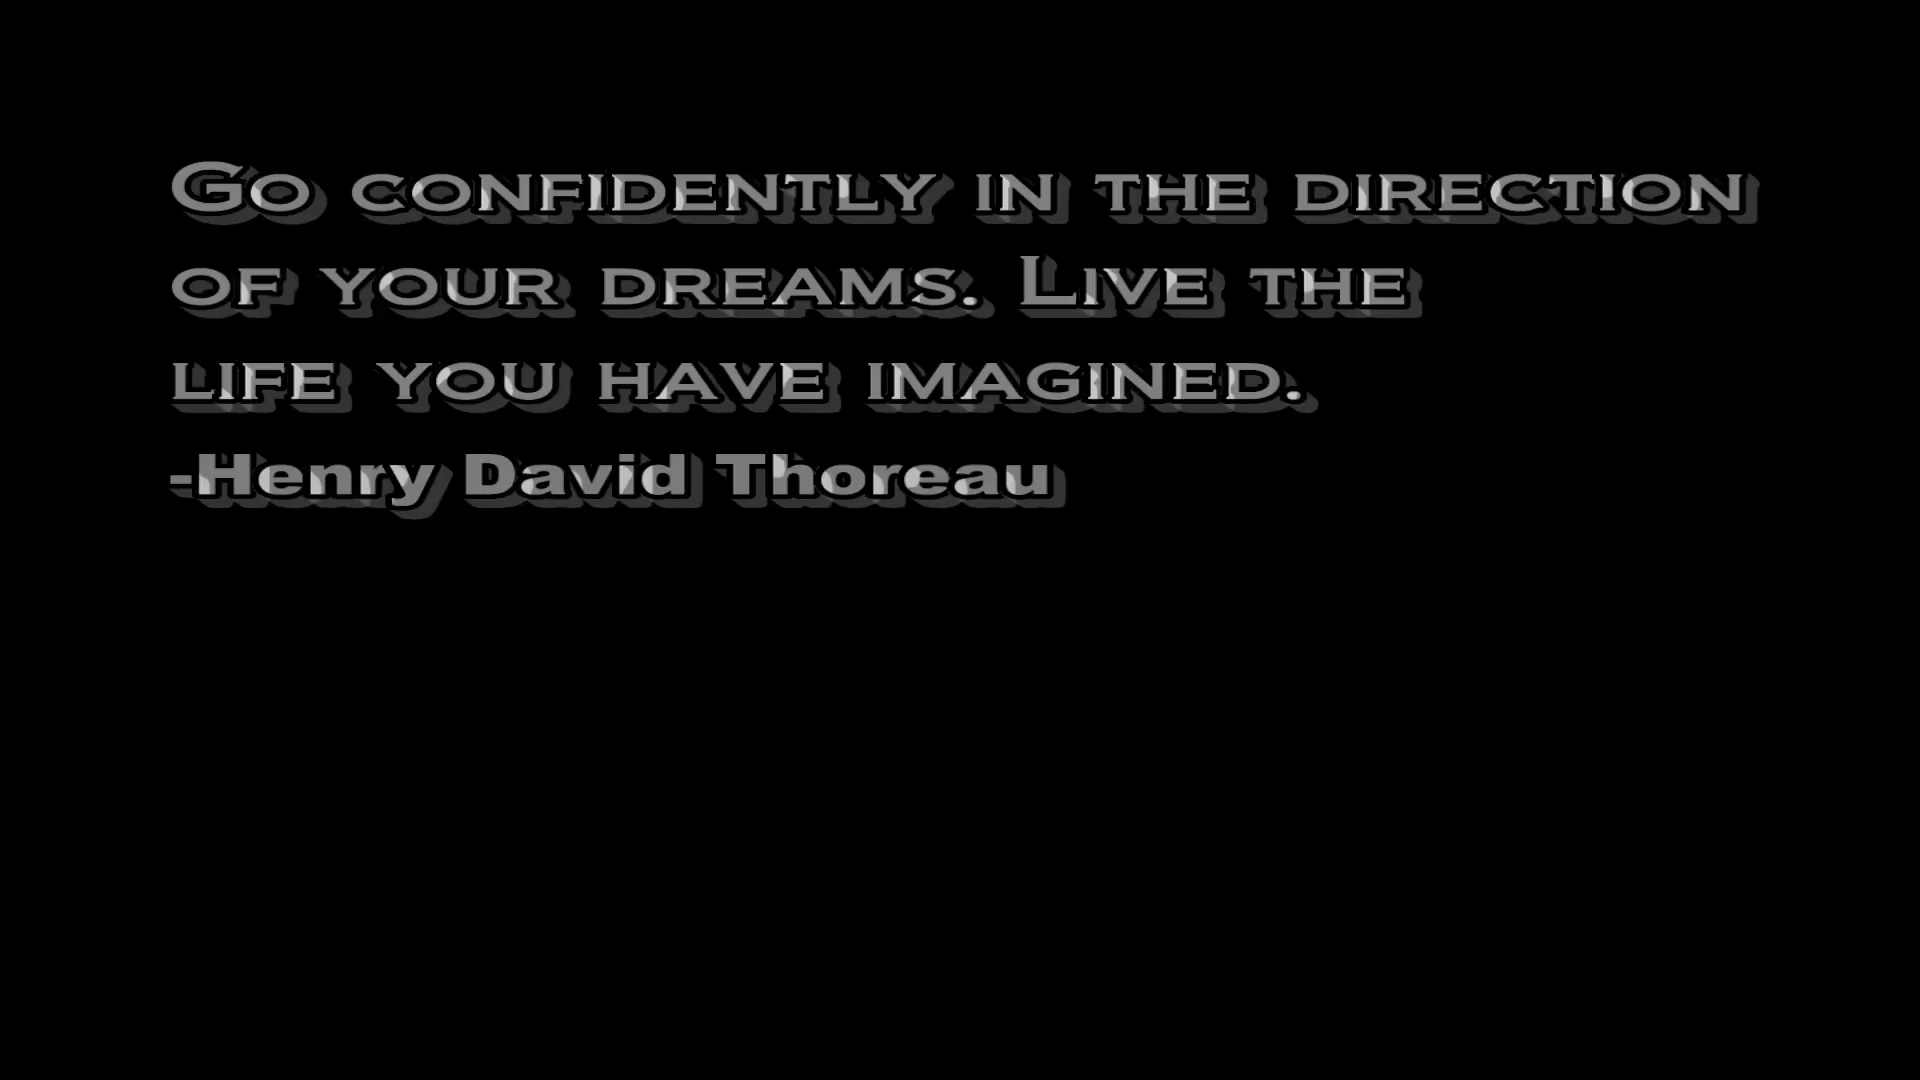 Go confidently in the direction
of your dreams. Live the
life you have imagined.
-Henry David Thoreau